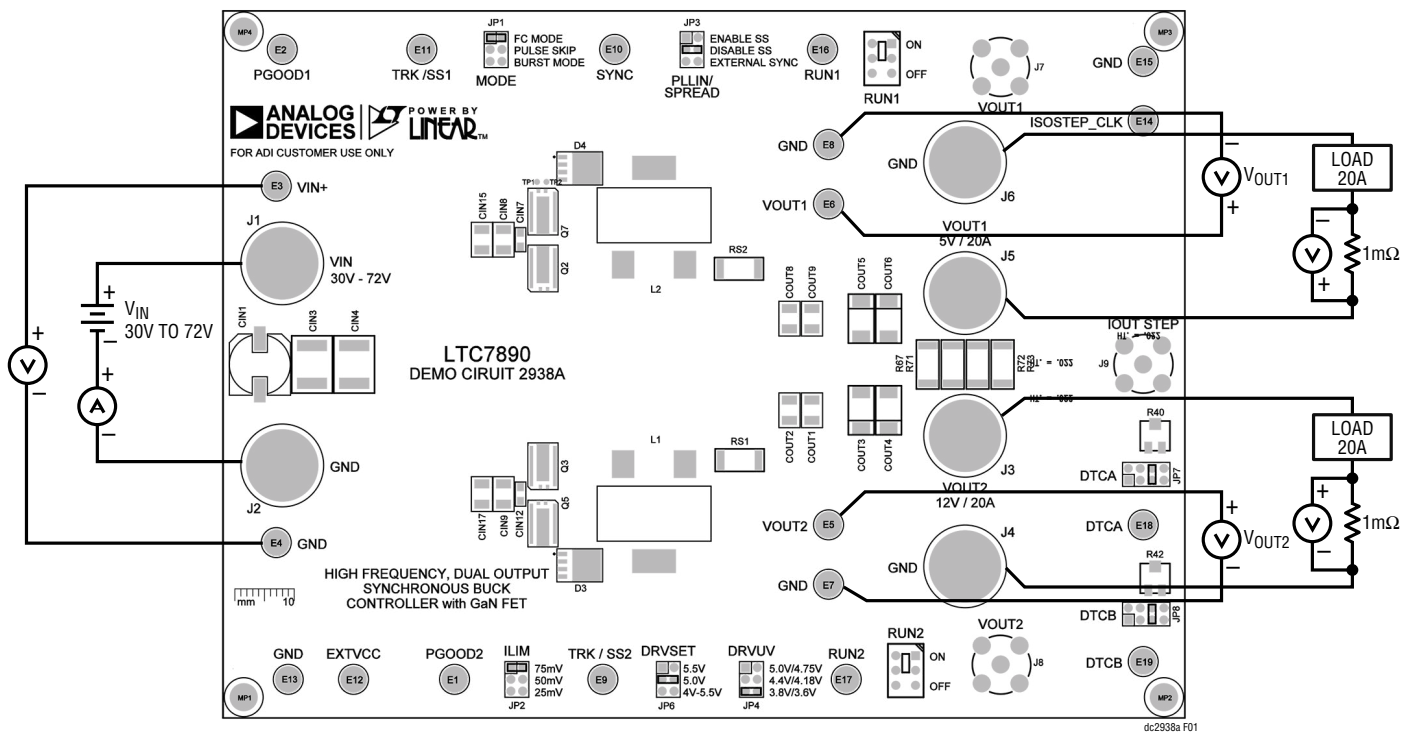 MP4
E2
PGOOD1
E11
TRK /SS1
JP1
FC MODE
PULSE SKIP
BURST MODE
MODE
E10
SYNC
JP3
ENABLE SS
DISABLE SS
EXTERNAL SYNC
PLLIN/
SPREAD
E16
RUN1
ON
OFF
RUN1
J7
VOUT1
MP3
GND
E15
ISOSTEP_CLK
E14
ANALOG
DEVICES
POWER BY
LINEAR™
FOR ADI CUSTOMER USE ONLY
E3
VIN+
J1
VIN
30V - 72V
+
VIN
30V TO 72V
−
+
V
−
A
−
CIN1
CIN3
CIN4
LTC7890
DEMO CIRUIT 2938A
GND
J2
E4
GND
mm 10
D4
TP1
TP2
CIN15
CIN8
CIN7
Q7
Q2
L2
RS2
GND
E8
VOUT1
E6
GND
J6
VOUT1
5V / 20A
J5
−
V
VOUT1
+
LOAD
20A
−
V
+
1mΩ
COUT8
COUT9
COUT5
COUT6
R67
R71
R72
R63
HT. = .022
IOUT STEP
HT. = .022
J9
HT. = .022
COUT2
COUT1
COUT3
COUT4
J3
VOUT2
12V / 20A
L1
RS1
Q3
Q5
CIN17
CIN9
CIN12
D3
HIGH FREQUENCY, DUAL OUTPUT
SYNCHRONOUS BUCK
CONTROLLER with GaN FET
VOUT2
E5
GND
E7
J4
GND
+
V
VOUT2
−
LOAD
20A
+
V
−
1mΩ
R40
DTCA
JP7
DTCA
E18
R42
DTCB
JP8
DTCB
E19
GND
E13
EXTVCC
E12
PGOOD2
E1
ILIM
75mV
50mV
25mV
JP2
TRK / SS2
E9
DRVSET
5.5V
5.0V
4V-5.5V
JP6
DRVUV
5.0V/4.75V
4.4V/4.18V
3.8V/3.6V
JP4
RUN2
E17
RUN2
ON
OFF
VOUT2
J8
MP1
MP2
dc2938a F01